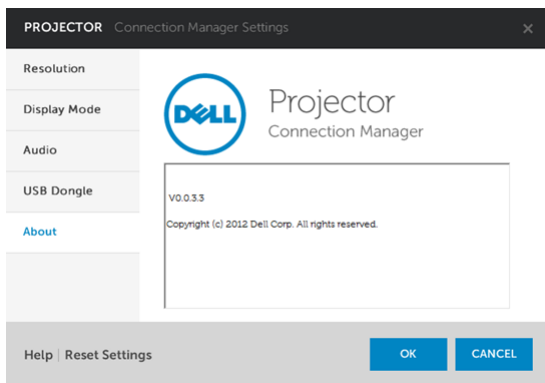 PROJECTOR Connection Manager Settings
Resolution
Display Mode
Audio
USB Dongle
About
DELL
Projector
Connection Manager
V0.0.3.3
Copyright (c) 2012 Dell Corp. All rights reserved.
Help | Reset Settings
OK
CANCEL